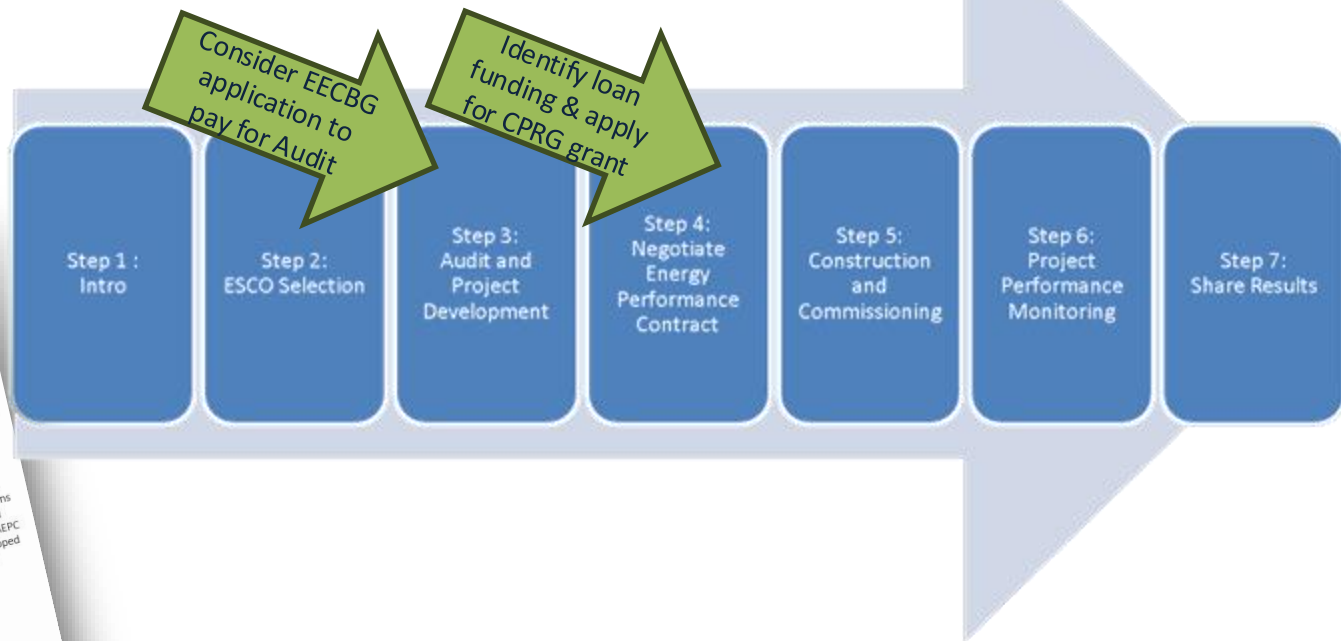 Consider EECBG
application to
pay for Audit
Identify loan
funding & apply
for CPRG grant
Step 1 :
Intro
Step 2:
ESCO Selection
Step 3:
Audit and
Project
Development
Step 4:
Negotiate
Energy
Performance
Contract
Step 5:
Construction
and
Commissioning
Step 6:
Project
Performance
Monitoring
Step 7:
Share Results